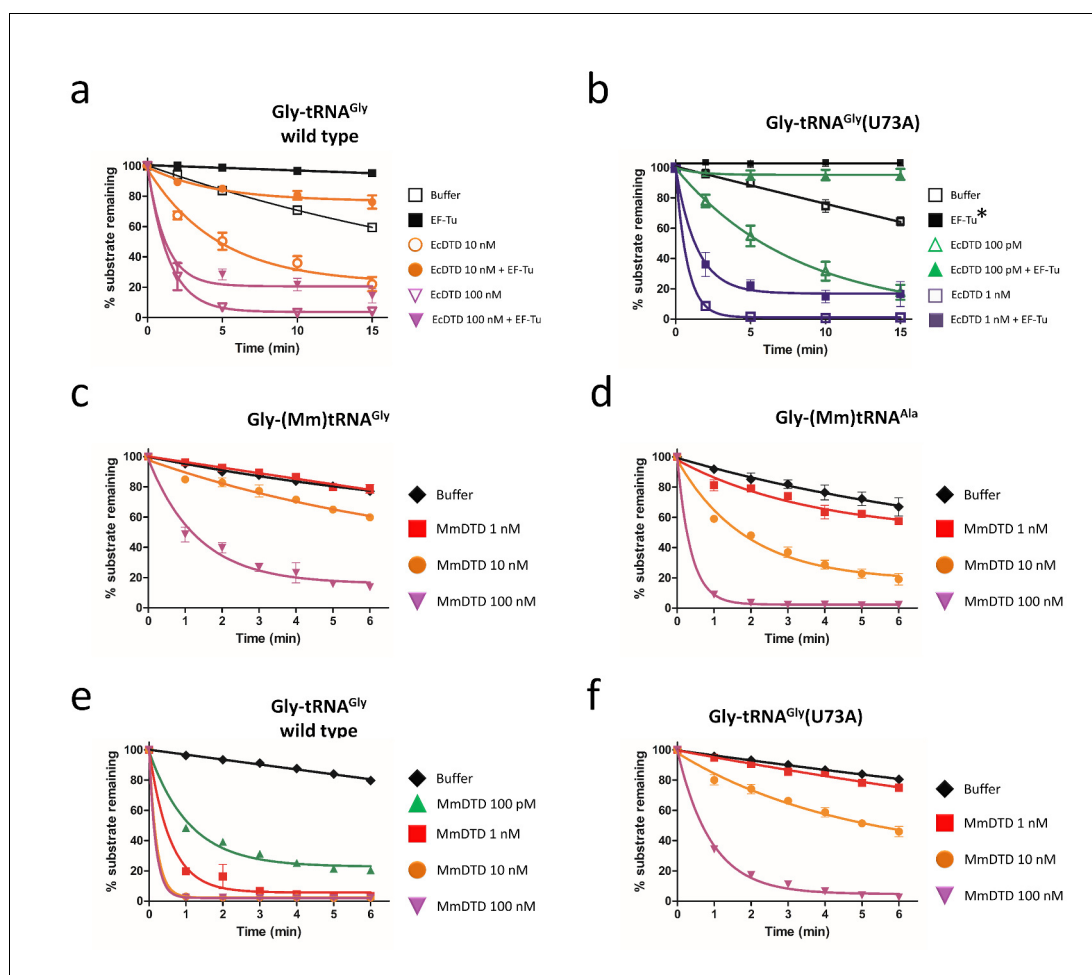 a
Gly-tRNAGly
wild type
% substrate remaining
100
80
60
40
20
0
0
5
10
15
Time (min)
Buffer
EF-Tu
EcDTD 10 nM
EcDTD 10 nM + EF-Tu
EcDTD 100 nM
EcDTD 100 nM + EF-Tu
b
Gly-tRNAGly(U73A)
% substrate remaining
100
80
60
40
20
0
0
5
10
15
Time (min)
Buffer
EF-Tu*
EcDTD 100 pM
EcDTD 100 pM + EF-Tu
EcDTD 1 nM
EcDTD 1 nM + EF-Tu
c
Gly-(Mm)tRNAGly
% substrate remaining
100
80
60
40
20
0
0
1
2
3
4
5
6
Time (min)
Buffer
MmDTD 1 nM
MmDTD 10 nM
MmDTD 100 nM
d
Gly-(Mm)tRNAAla
% substrate remaining
100
80
60
40
20
0
0
1
2
3
4
5
6
Time (min)
Buffer
MmDTD 1 nM
MmDTD 10 nM
MmDTD 100 nM
e
Gly-tRNAGly
wild type
% substrate remaining
100
80
60
40
20
0
0
1
2
3
4
5
6
Time (min)
Buffer
MmDTD 100 pM
MmDTD 1 nM
MmDTD 10 nM
MmDTD 100 nM
f
Gly-tRNAGly(U73A)
% substrate remaining
100
80
60
40
20
0
0
1
2
3
4
5
6
Time (min)
Buffer
MmDTD 1 nM
MmDTD 10 nM
MmDTD 100 nM